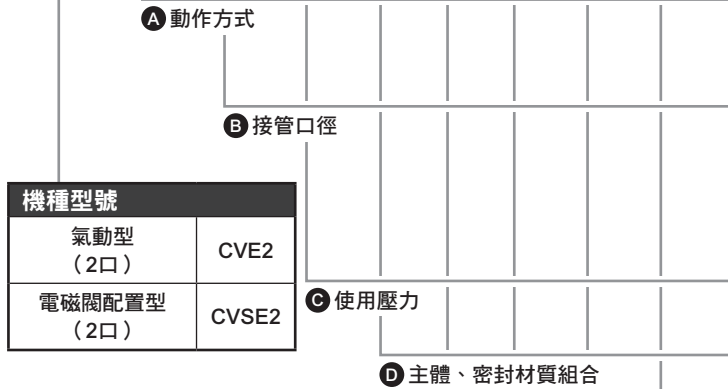 A 動作方式
B 接管口徑
機種型號
氣動型
（2口） CVE2
電磁閥配置型
（2口） CVSE2
C 使用壓力
D 主體、密封材質組合